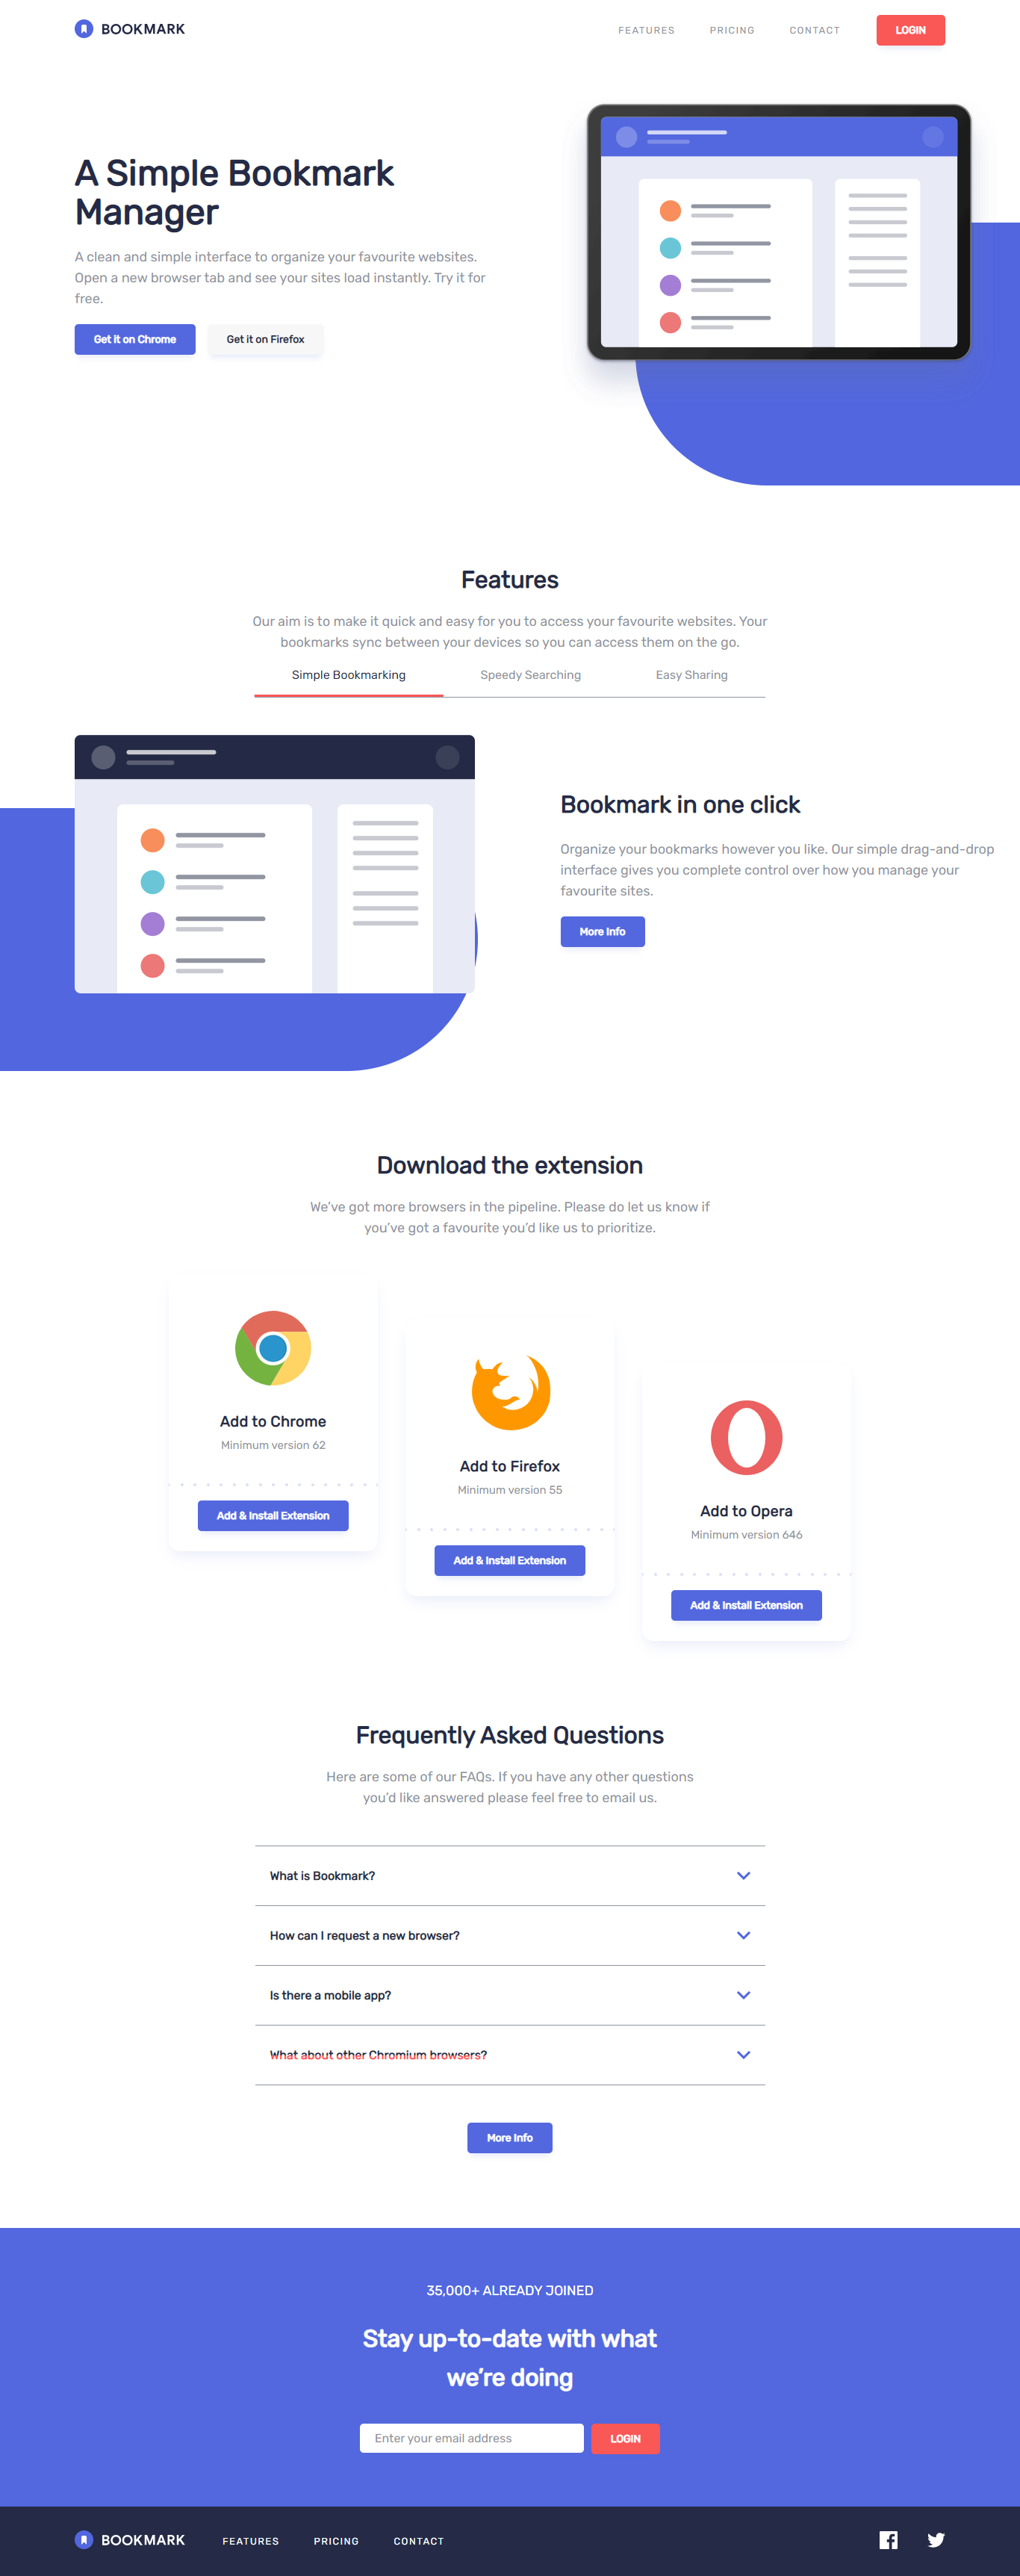 BOOKMARK
FEATURES PRICING CONTACT LOGIN
A Simple Bookmark
Manager
A clean and simple interface to organize your favourite websites.
Open a new browser tab and see your sites load instantly. Try it for
free.
Get it on Chrome Get it on Firefox
Features
Our aim is to make it quick and easy for you to access your favourite websites. Your
bookmarks sync between your devices so you can access them on the go.
Simple Bookmarking Speedy Searching Easy Sharing
Bookmark in one click
Organize your bookmarks however you like. Our simple drag-and-drop
interface gives you complete control over how you manage your
favourite sites.
More Info
Download the extension
We’ve got more browsers in the pipeline. Please do let us know if
you’ve got a favourite you’d like us to prioritize.
Add to Chrome
Minimum version 62
Add & Install Extension
Add to Firefox
Minimum version 55
Add & Install Extension
Add to Opera
Minimum version 646
Add & Install Extension
Frequently Asked Questions
Here are some of our FAQs. If you have any other questions
you’d like answered please feel free to email us.
What is Bookmark?
How can I request a new browser?
Is there a mobile app?
What about other Chromium browsers?
More Info
35,000+ ALREADY JOINED
Stay up-to-date with what
we’re doing
Enter your email address LOGIN
BOOKMARK FEATURES PRICING CONTACT